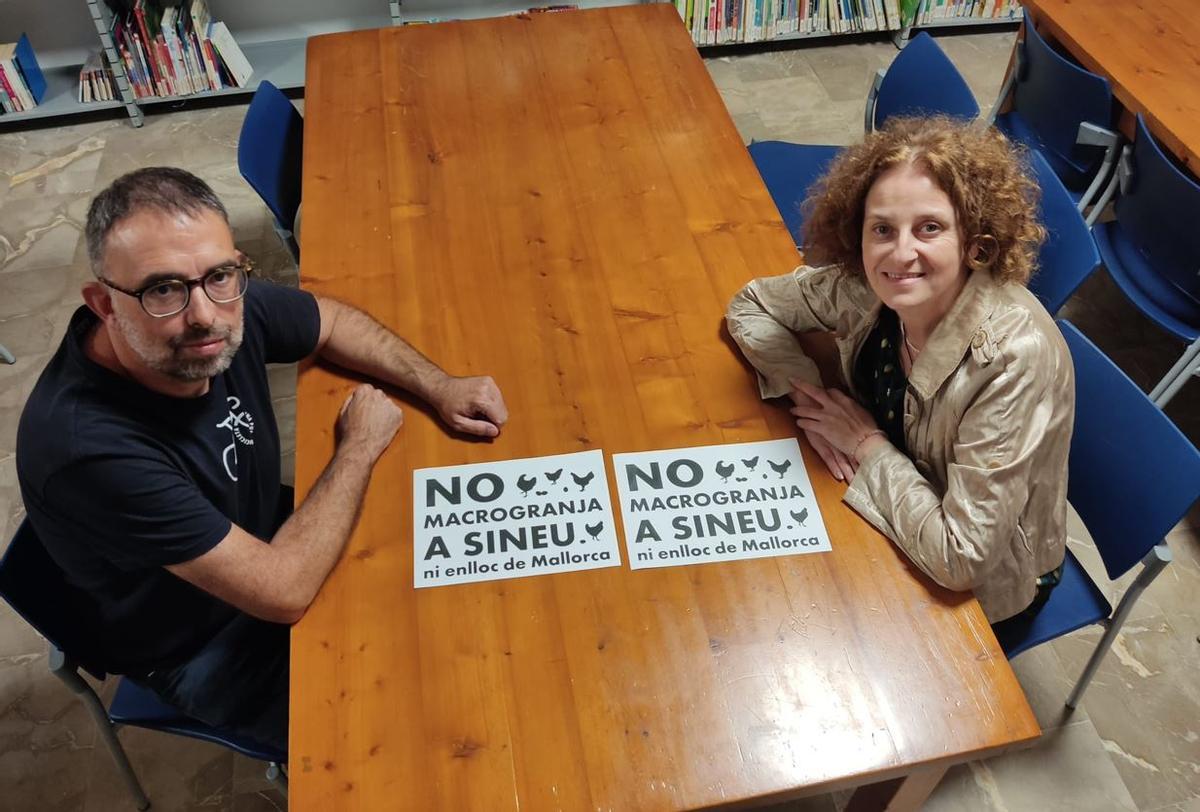 NO
MACROGRANJA
A SINEU.
ni enlloc de Mallorca
NO
MACROGRANJA
A SINEU.
ni enlloc de Mallorca